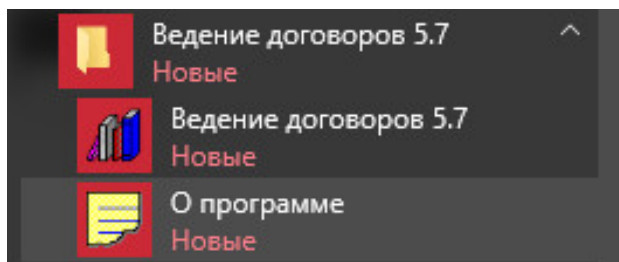 Ведение договоров 5.7
Новые
Ведение договоров 5.7
Новые
О программе
Новые